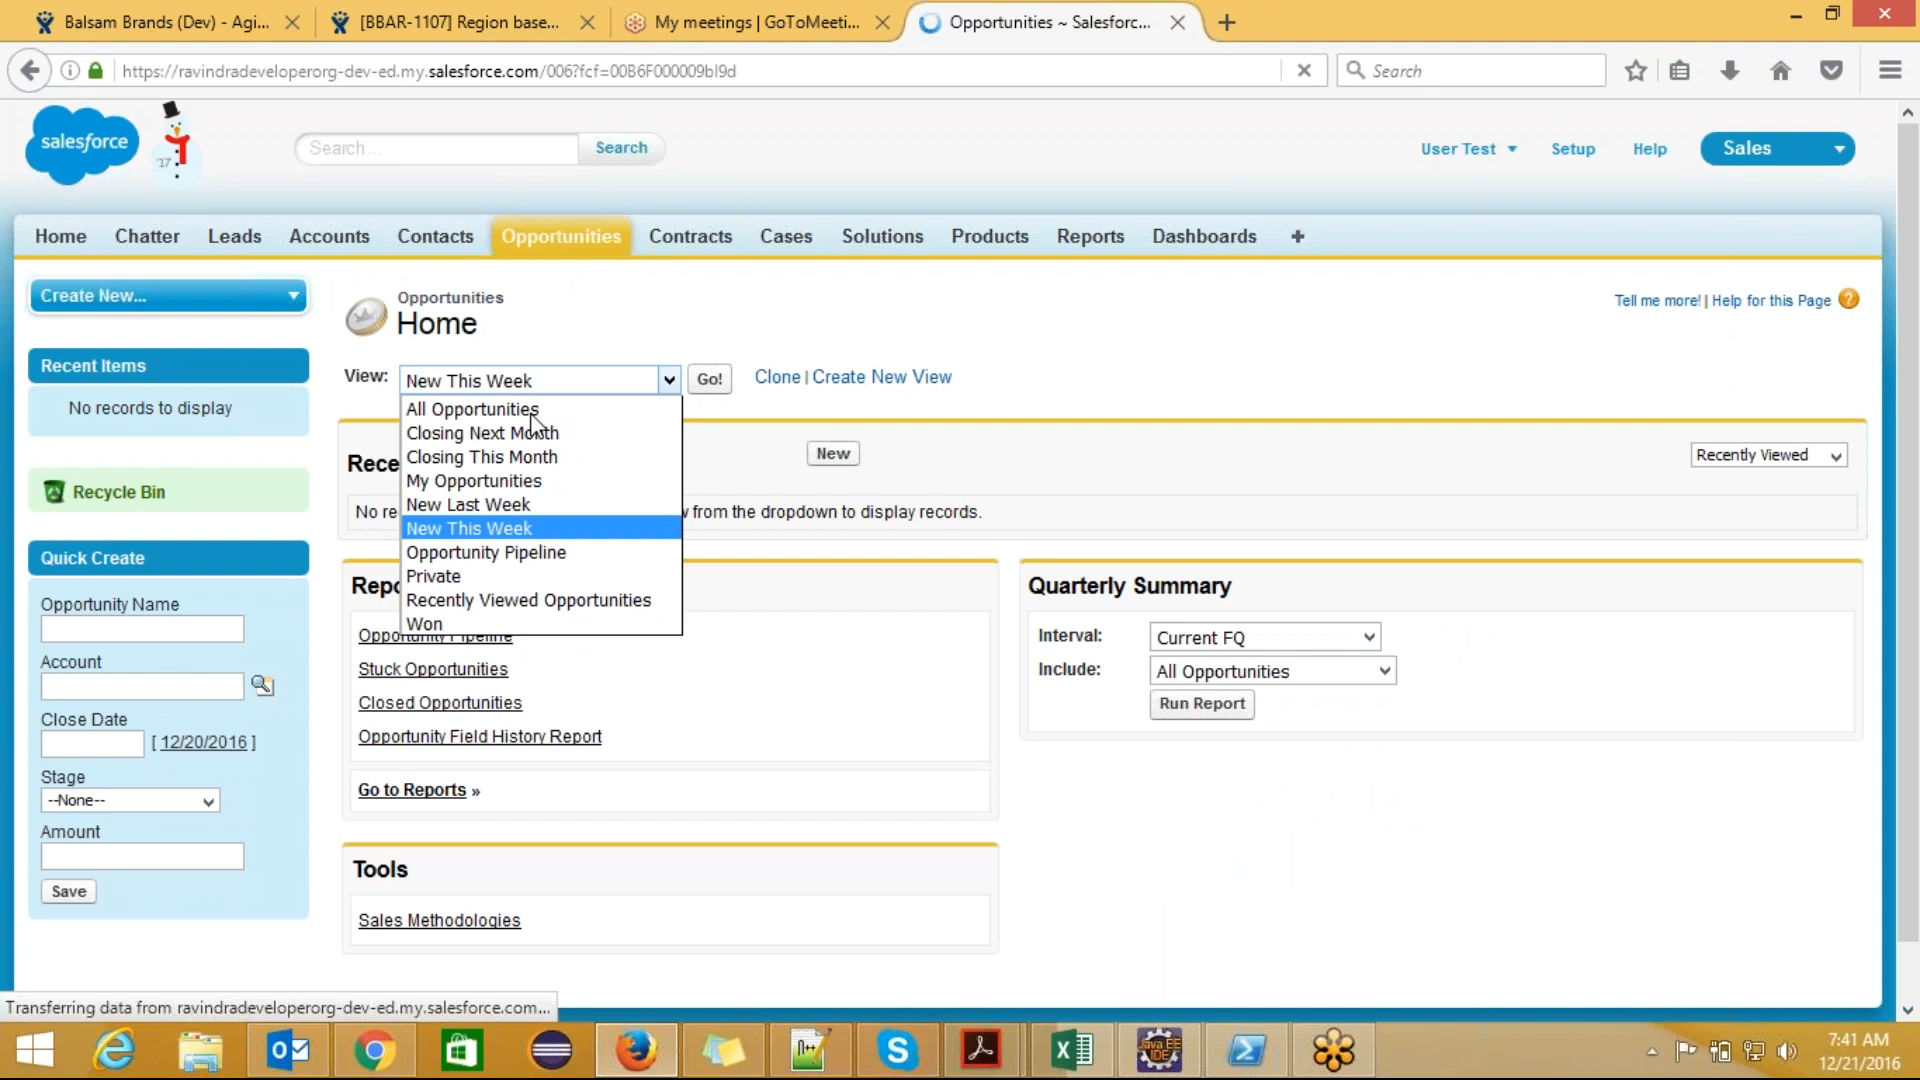 Balsam Brands (Dev) - Agi...
[BBAR-1107] Region base...
My meetings | GoToMeeti...
Opportunities ~ Salesforc...
https://ravindradeveloperorg-dev-ed.my.salesforce.com/006?fcf=00B6F000009bI9d
Search
salesforce
'17
Search...
Search
User Test
Setup
Help
Sales
Home
Chatter
Leads
Accounts
Contacts
Opportunities
Contracts
Cases
Solutions
Products
Reports
Dashboards
Create New...
Recent Items
No records to display
Recycle Bin
Quick Create
Opportunity Name
Account
Close Date
[ 12/20/2016 ]
Stage
--None--
Amount
Save
Opportunities
Home
Tell me more! | Help for this Page
View:
New This Week
Go!
Clone | Create New View
All Opportunities
Closing Next Month
Closing This Month
My Opportunities
New Last Week
New This Week
Opportunity Pipeline
Private
Recently Viewed Opportunities
Won
Rece
New
Recently Viewed
No re
from the dropdown to display records.
Repo
Opportunity Pipeline
Stuck Opportunities
Closed Opportunities
Opportunity Field History Report
Go to Reports »
Quarterly Summary
Interval:
Current FQ
Include:
All Opportunities
Run Report
Tools
Sales Methodologies
Transferring data from ravindradeveloperorg-dev-ed.my.salesforce.com...
Java EE
IDE
7:41 AM
12/21/2016